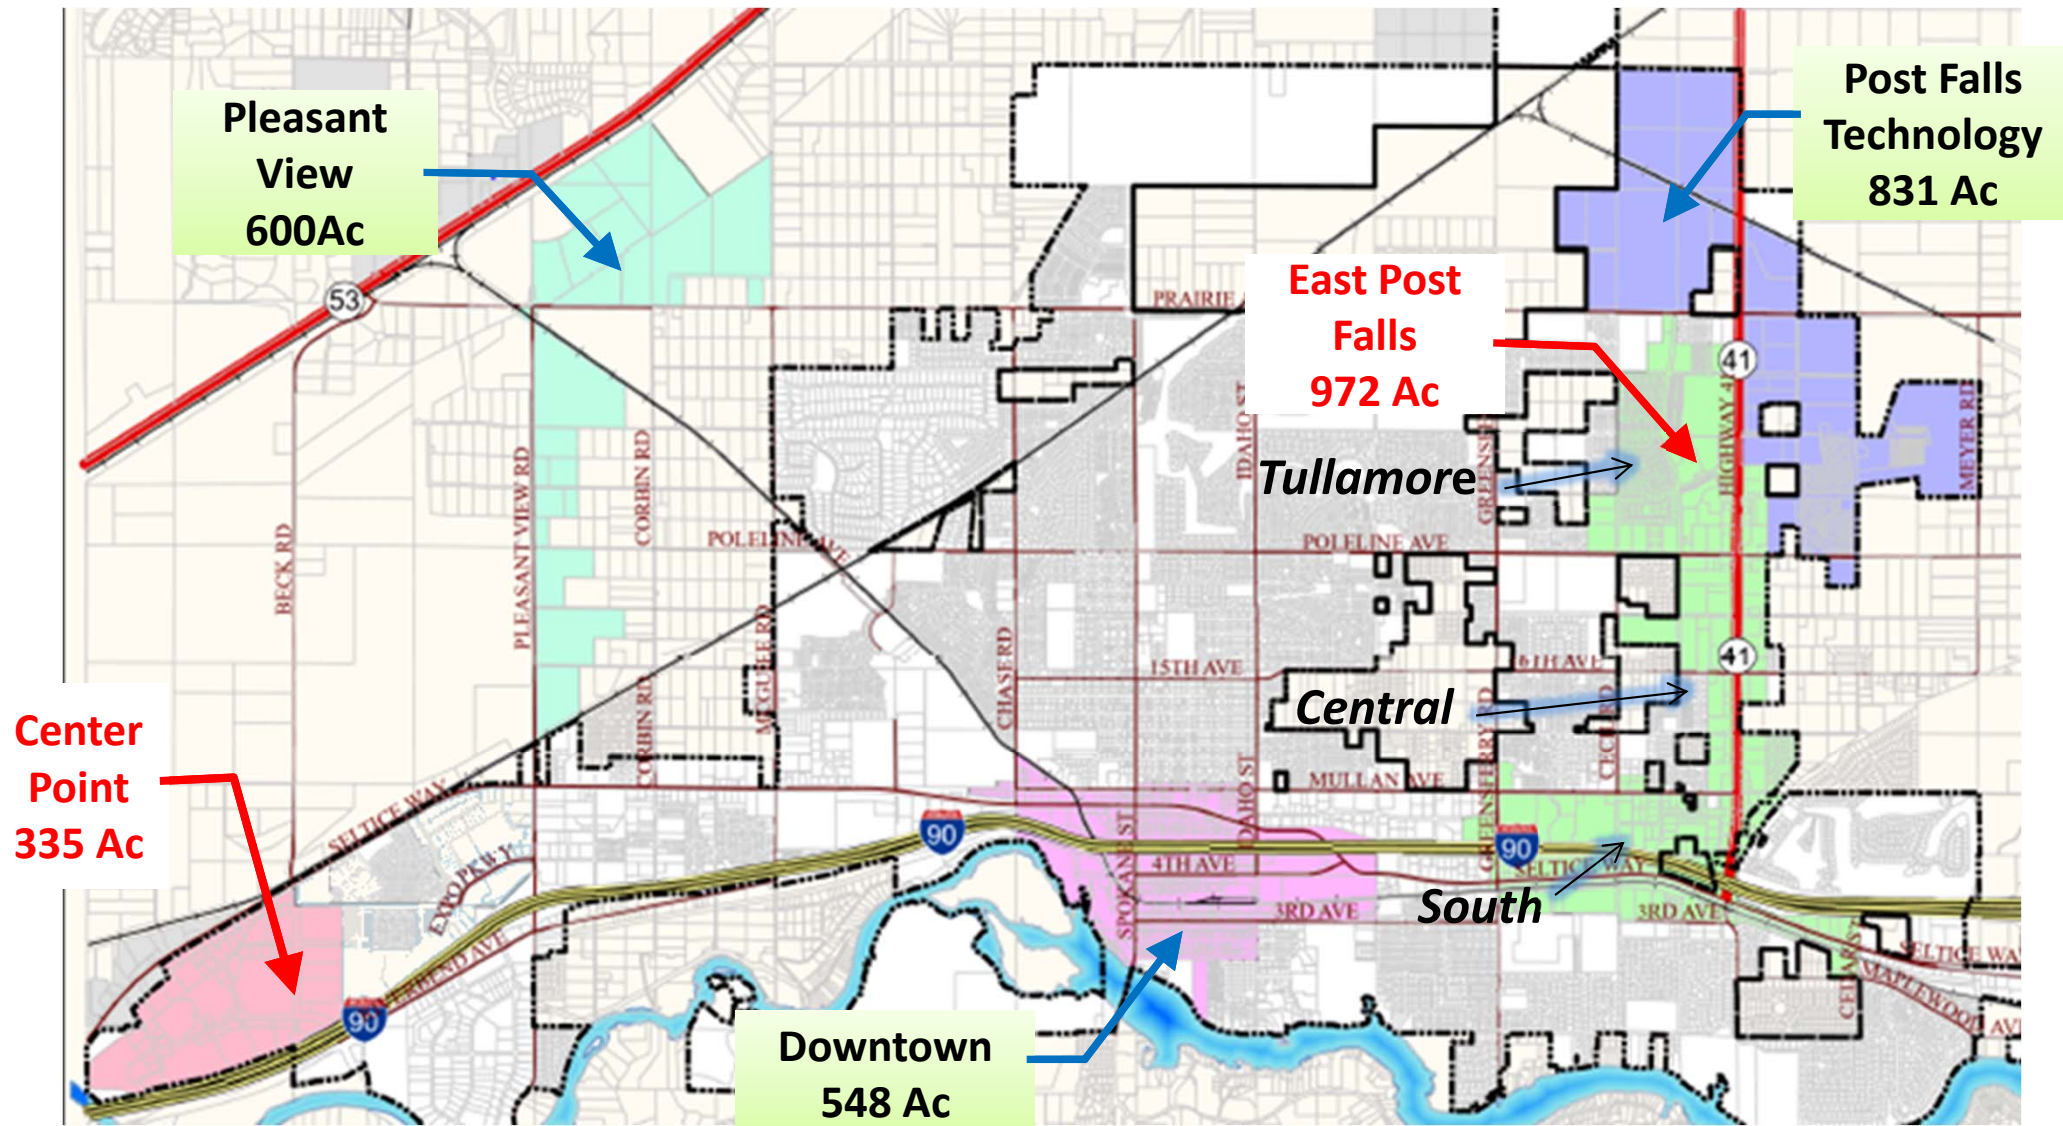 Pleasant
View
600Ac
Post Falls
Technology
831 Ac
53
PRAIRIE
East Post
Falls
972 Ac
41
HIGHWAY 41
MEYER RD
IDAHO ST
Tullamore
PLEASANT VIEW RD
CORBIN RD
BECK RD
POLELINE AVE
POLELINE AVE
MCGUIRE RD
CHASE RD
15TH AVE
41
Central
CORBIN RD
GREENSFERRY RD
CECIL RD
IDAHO ST
MULLAN AVE
Center
Point
335 Ac
SELTICE WAY
EXPO PKWY
90
90
SPOKANE ST
4TH AVE
SELTICE WAY
South
3RD AVE
3RD AVE
90
SELTICE WA
MAPLEWOOD AVE
Downtown
548 Ac